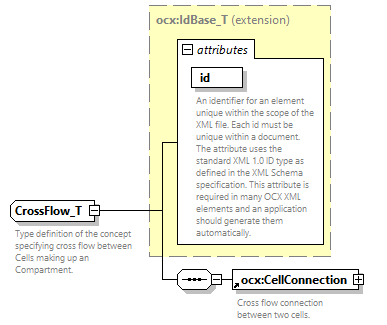 ocx:IdBase_T (extension)
attributes
id
An identifier for an element
unique within the scope of the
XML file. Each id must be
unique within a document.
The attribute uses the
standard XML 1.0 ID type as
defined in the XML Schema
specification. This attribute is
required in many OCX XML
elements and an application
should generate them
automatically.
CrossFlow_T
Type definition of the concept
specifying cross flow between
Cells making up an
Compartment.
ocx:CellConnection
Cross flow connection
between two cells.